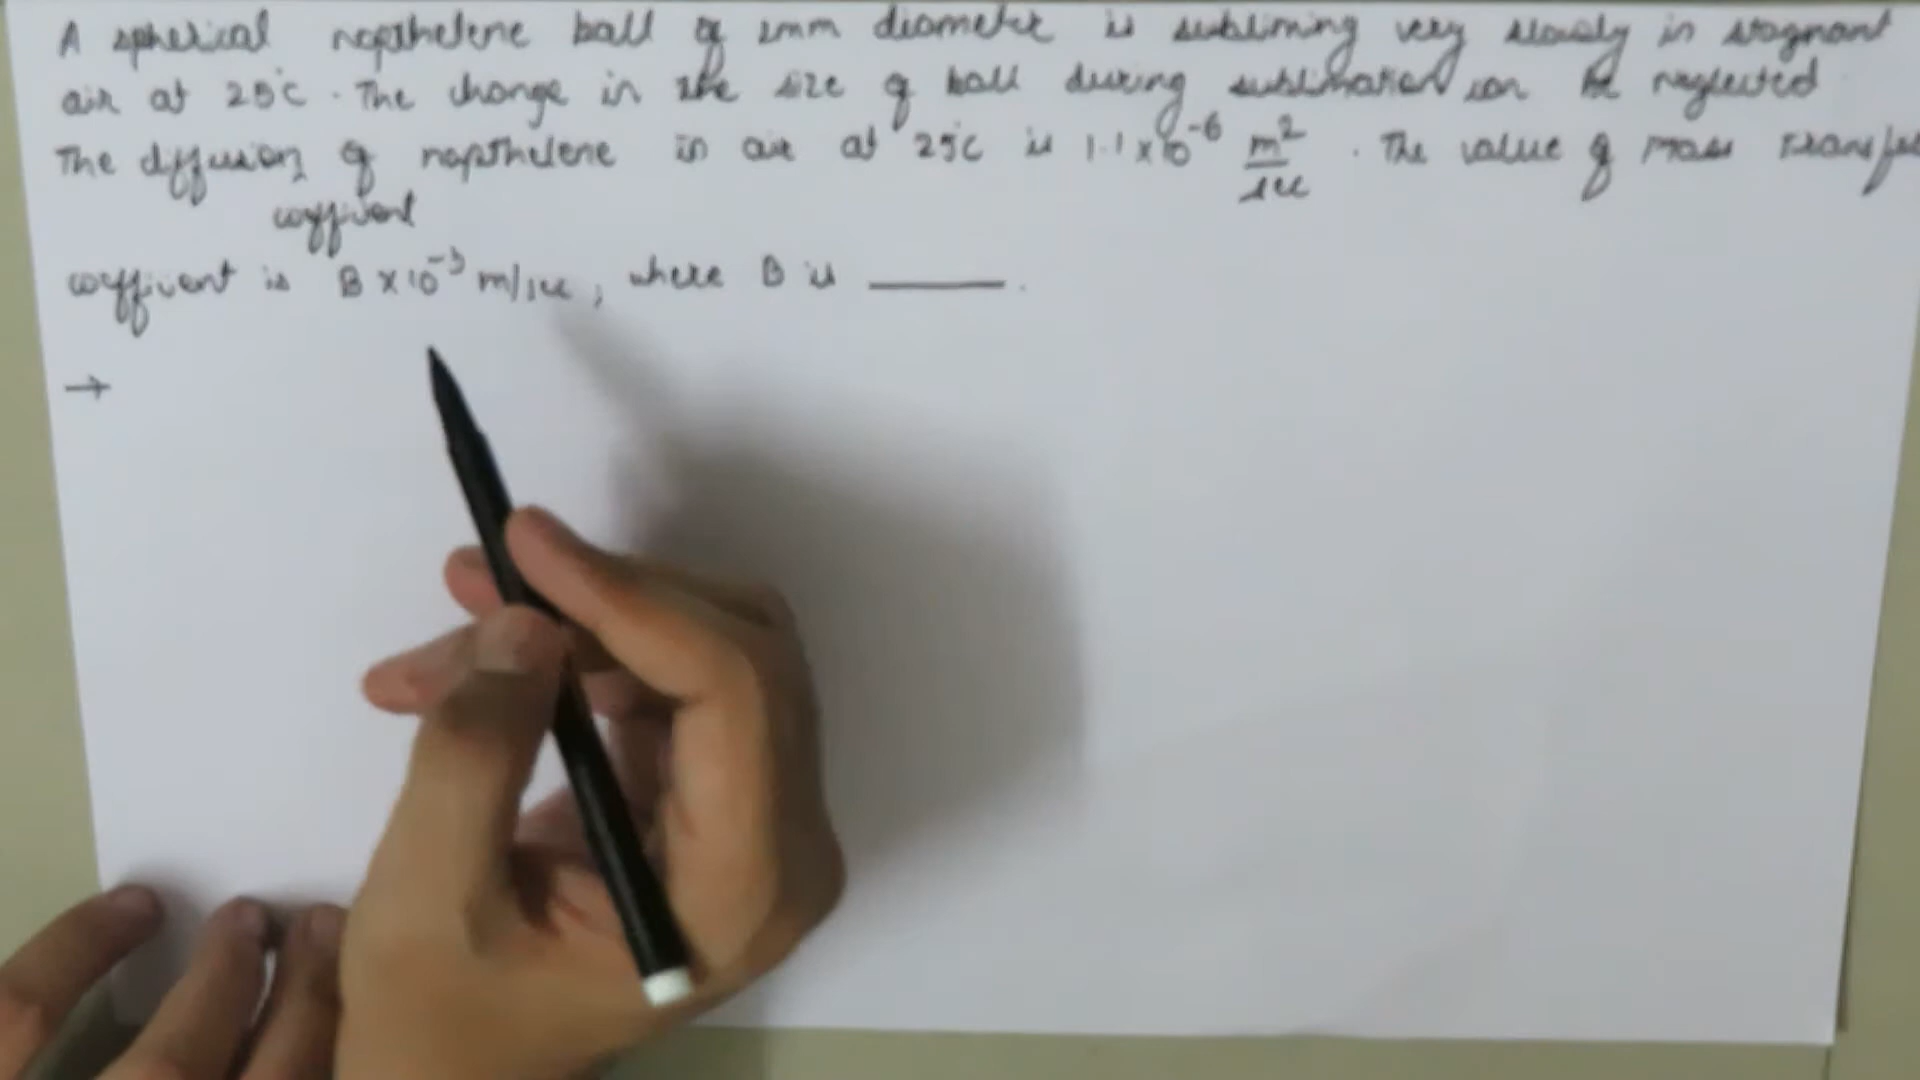 A spherical napthelene ball of 2mm diameter is subliming very slowly in stagnant
air at 25°C. The change in the size of ball during sublimation can be neglected
The diffusion of napthelene in air at 25°C is 1.1 x 10^-6 m²/sec. The value of mass transfer
coefficient
coefficient is B x 10^-3 m/sec, where B is ______.
→